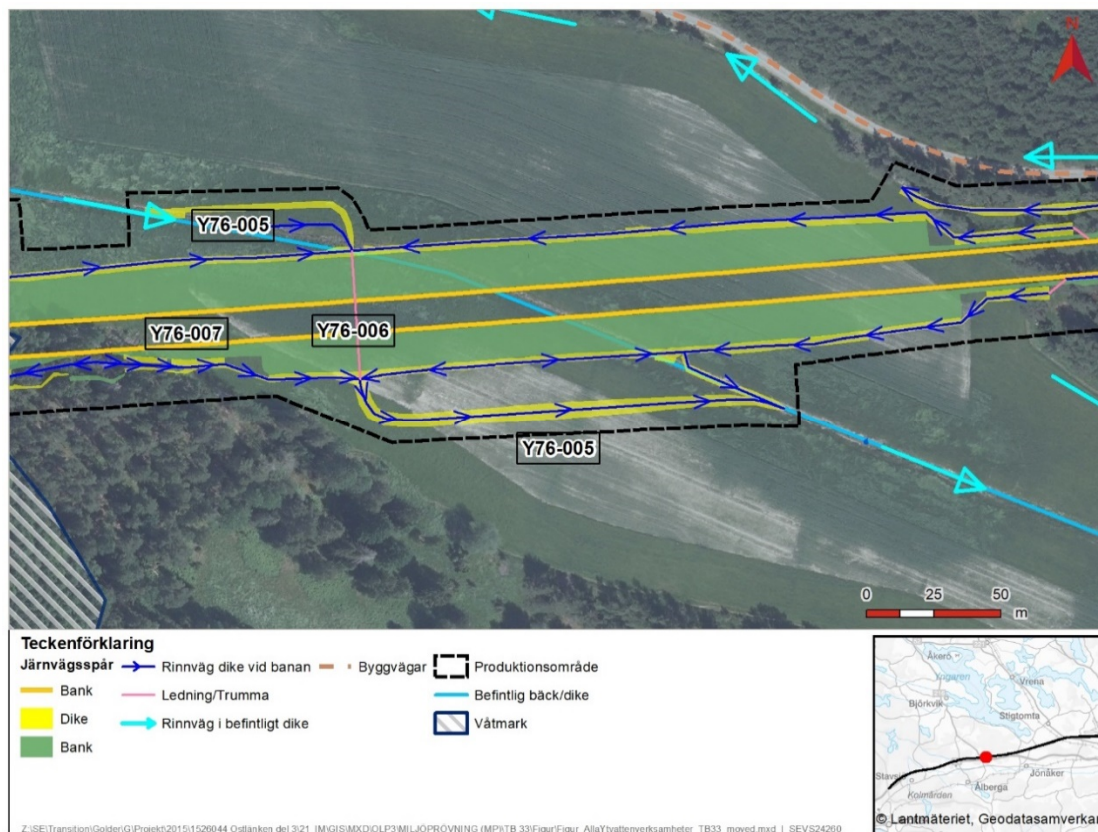 N
Y76-005
Y76-007
Y76-006
Y76-005
0 25 50
m
Teckenförklaring
Järnvägsspår
Bank
Dike
Bank
Rinnväg dike vid banan
Ledning/Trumma
Rinnväg i befintligt dike
Byggvägar
Produktionsområde
Befintlig bäck/dike
Våtmark
Åkerö
Yngaren
Vrena
Björkvik
Stigtomta
Stavsjö
Jönåker
Kolmården
Ålberga
© Lantmäteriet, Geodatasamverkan